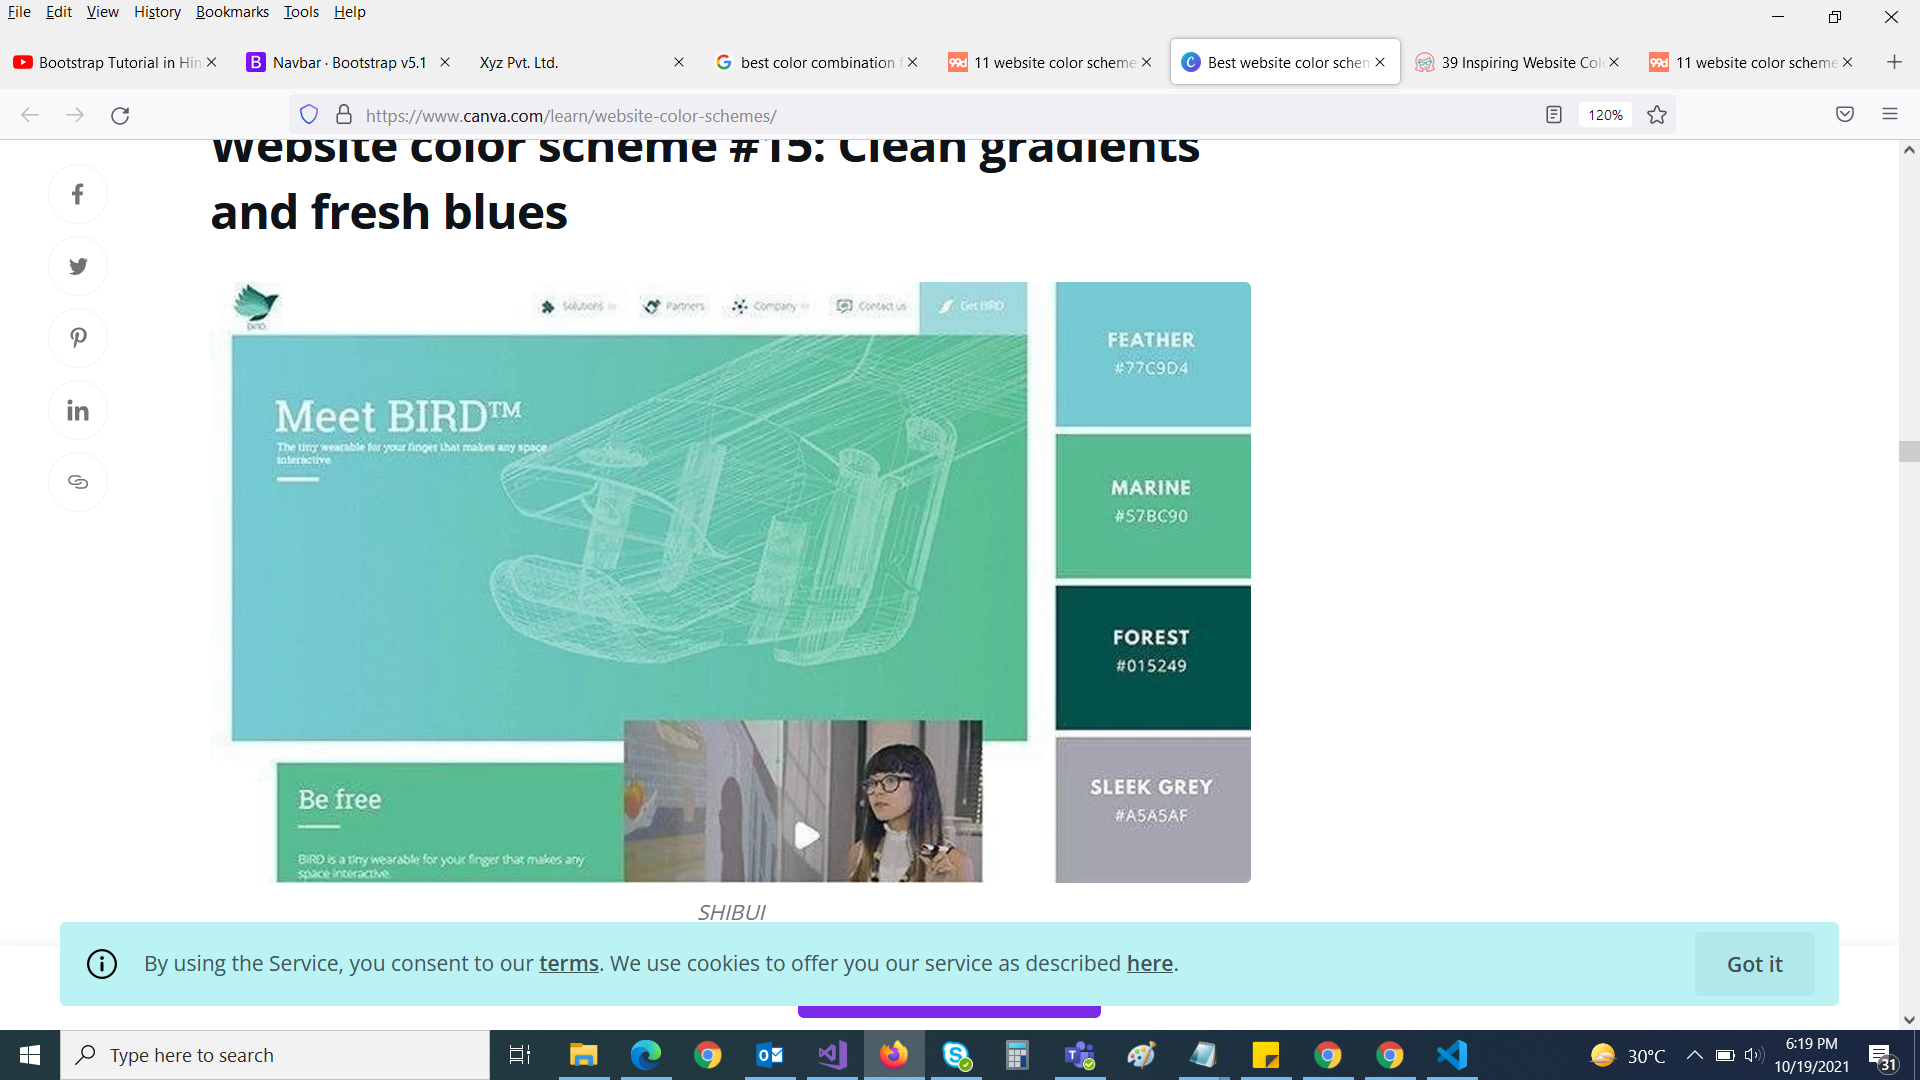 File Edit View History Bookmarks Tools Help
Bootstrap Tutorial in Hin
Navbar · Bootstrap v5.1
Xyz Pvt. Ltd.
best color combination f
11 website color scheme
Best website color schem
39 Inspiring Website Colo
11 website color scheme
https://www.canva.com/learn/website-color-schemes/
120%
Website color scheme #15: Clean gradients
and fresh blues
BIRD
Solutions
Partners
Company
Contact us
Get BIRD
Meet BIRD™
The tiny wearable for your finger that makes any space
interactive.
Be free
BIRD is a tiny wearable for your finger that makes any
space interactive.
FEATHER
#77C9D4
MARINE
#57BC90
FOREST
#015249
SLEEK GREY
#A5A5AF
SHIBUI
By using the Service, you consent to our terms. We use cookies to offer you our service as described here.
Got it
Type here to search
30°C
6:19 PM
10/19/2021
31